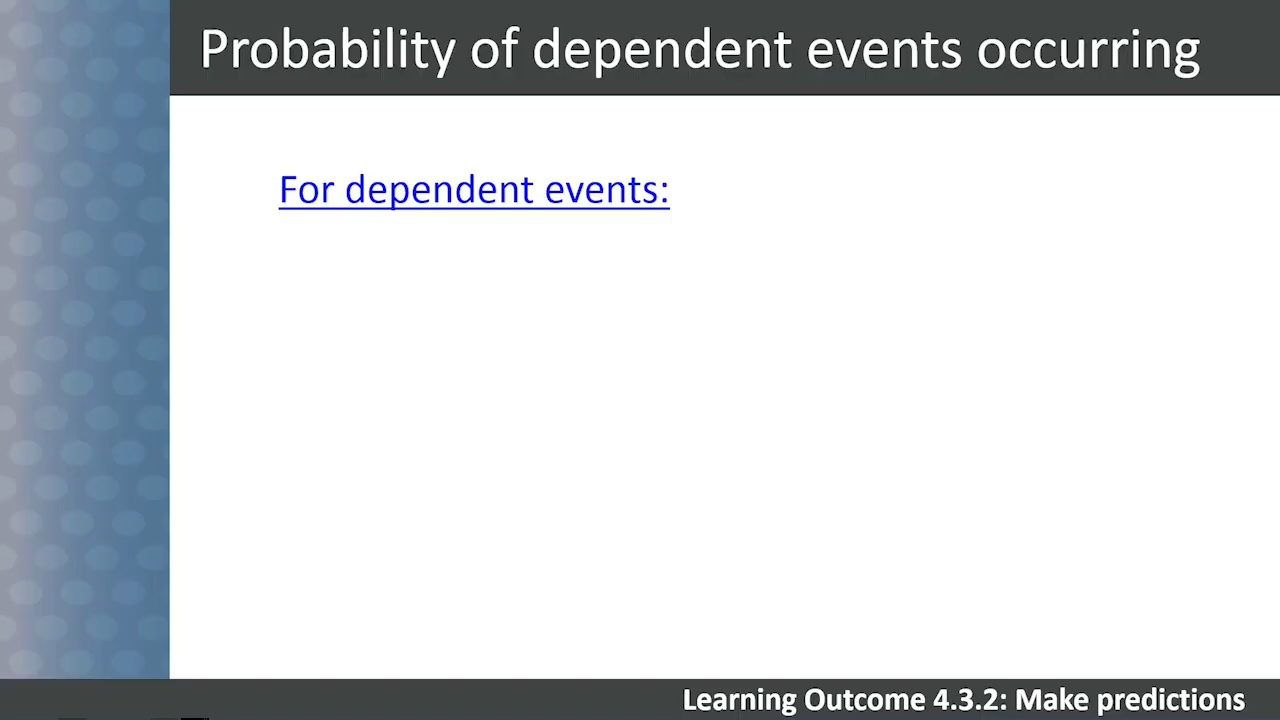 Probability of dependent events occurring
For dependent events:
Learning Outcome 4.3.2: Make predictions